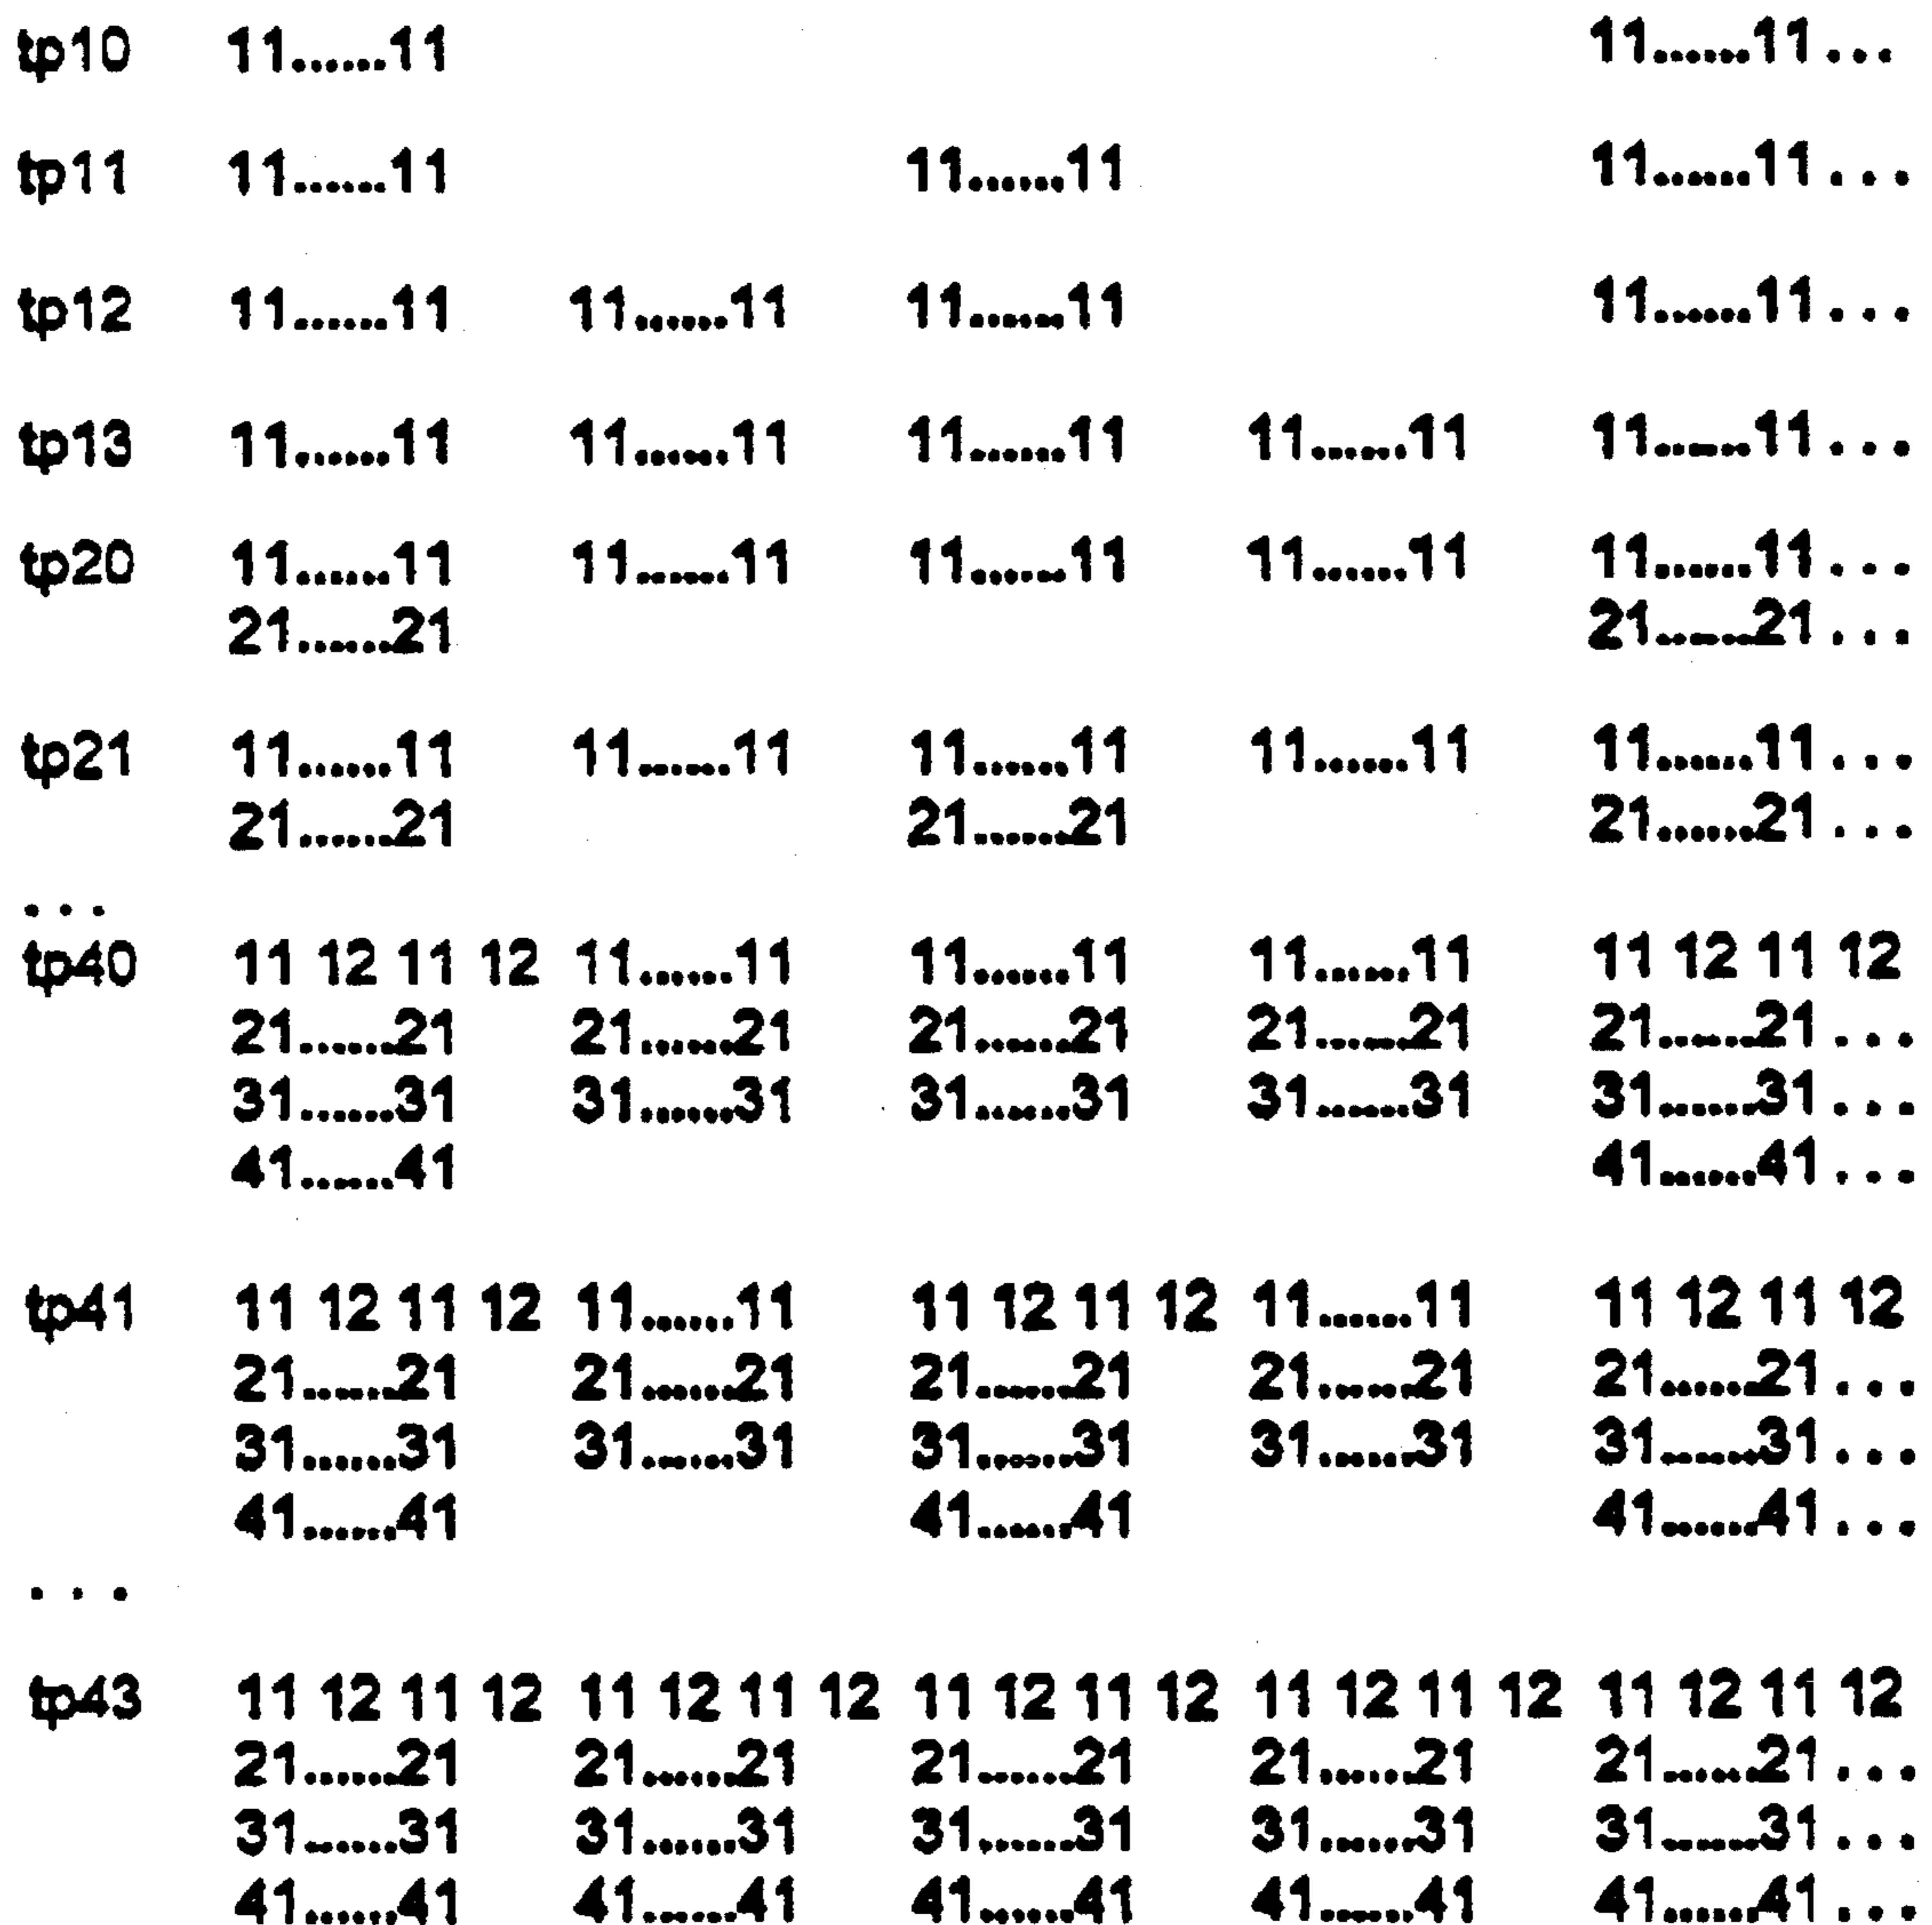 tp10 11......11 11......11...
tp11 11......11 11......11 11......11...
tp12 11......11 11......11 11......11 11......11...
tp13 11......11 11......11 11......11 11......11 11......11...
tp20 11......11 11......11 11......11 11......11 11......11...
21......21 21......21...
tp21 11......11 11......11 11......11 11......11 11......11...
21......21 21......21 21......21...
...
tp40 11 12 11 12 11......11 11......11 11......11 11 12 11 12
21......21 21......21 21......21 21......21 21......21...
31......31 31......31 31......31 31......31 31......31...
41......41 41......41...
tp41 11 12 11 12 11......11 11 12 11 12 11......11 11 12 11 12
21......21 21......21 21......21 21......21 21......21...
31......31 31......31 31......31 31......31 31......31...
41......41 41......41 41......41...
...
tp43 11 12 11 12 11 12 11 12 11 12 11 12 11 12 11 12 11 12 11 12
21......21 21......21 21......21 21......21 21......21...
31......31 31......31 31......31 31......31 31......31...
41......41 41......41 41......41 41......41 41......41...